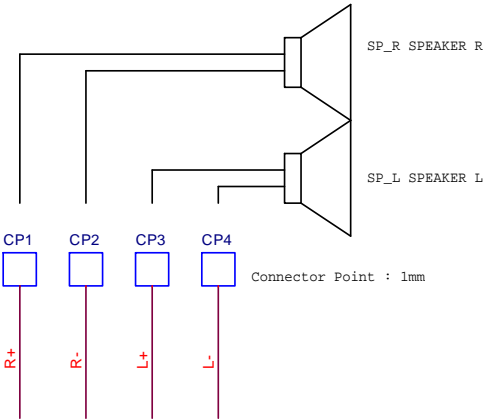 SP_R SPEAKER R
SP_L SPEAKER L
CP1 CP2 CP3 CP4
Connector Point : 1mm
R+ R- L+ L-